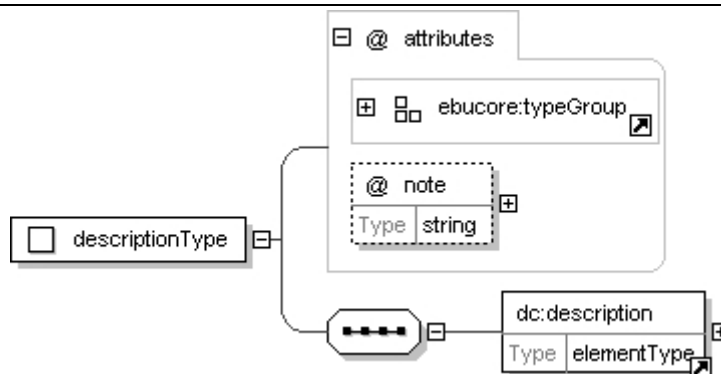 @ attributes
ebucore:typeGroup
@ note
Type string
descriptionType
dc:description
Type elementType